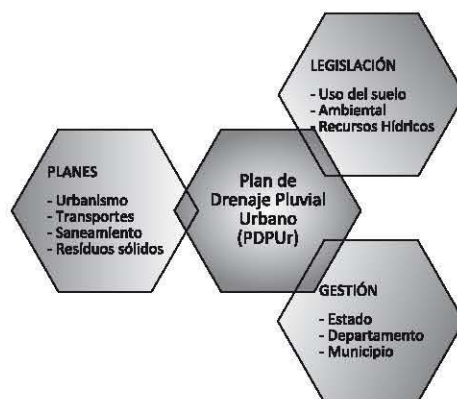 LEGISLACIÓN
- Uso del suelo
- Ambiental
- Recursos Hídricos
PLANES
- Urbanismo
- Transportes
- Saneamiento
- Resíduos sólidos
Plan de
Drenaje Pluvial
Urbano
(PDPUr)
GESTIÓN
- Estado
- Departamento
- Municipio